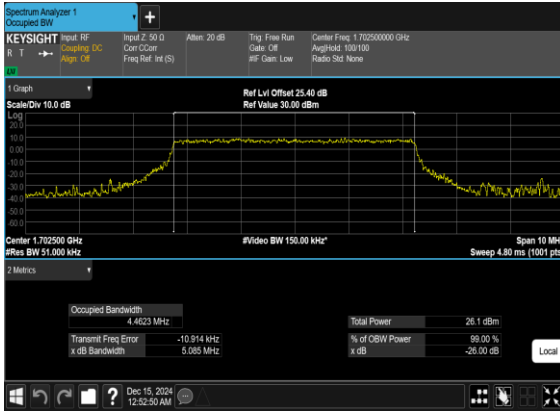 Spectrum Analyzer 1
Occupied BW
+
KEYSIGHT Input: RF Input Z: 50 Ω Atten: 20 dB Trig: Free Run Center Freq: 1.702500000 GHz
R T Coupling: DC Corr CCorr Gate: Off Avg|Hold: 100/100
Align: Off Freq Ref: Int (S) #IF Gain: Low Radio Std: None
1 Graph
Ref Lvl Offset 25.40 dB
Scale/Div 10.0 dB Ref Value 30.00 dBm
Log
20.0
10.0
0.00
-10.0
-20.0
-30.0
-40.0
-50.0
-60.0
Center 1.702500 GHz #Video BW 150.00 kHz* Span 10 MH
#Res BW 51.000 kHz Sweep 4.80 ms (1001 pts
2 Metrics
Occupied Bandwidth
4.4623 MHz Total Power 26.1 dBm
Transmit Freq Error -10.914 kHz % of OBW Power 99.00 %
x dB Bandwidth 5.085 MHz x dB -26.00 dB
Local
? Dec 15, 2024
12:52:50 AM